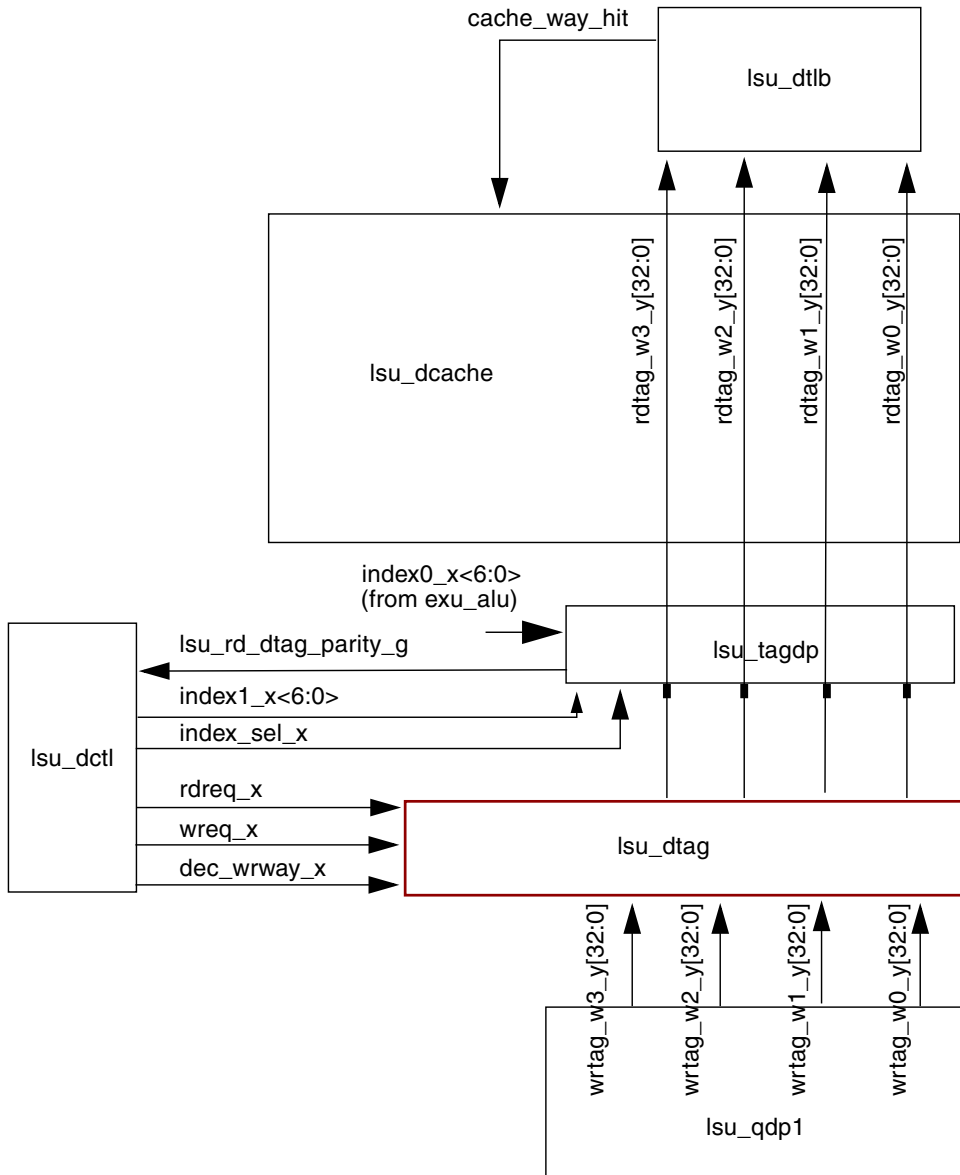 cache_way_hit
lsu_dtlb
rdtag_w3_y[32:0]
rdtag_w2_y[32:0]
rdtag_w1_y[32:0]
rdtag_w0_y[32:0]
lsu_dcache
index0_x<6:0>
(from exu_alu)
lsu_tagdp
lsu_rd_dtag_parity_g
index1_x<6:0>
index_sel_x
lsu_dctl
rdreq_x
wreq_x
dec_wrway_x
lsu_dtag
wrtag_w3_y[32:0]
wrtag_w2_y[32:0]
wrtag_w1_y[32:0]
wrtag_w0_y[32:0]
lsu_qdp1